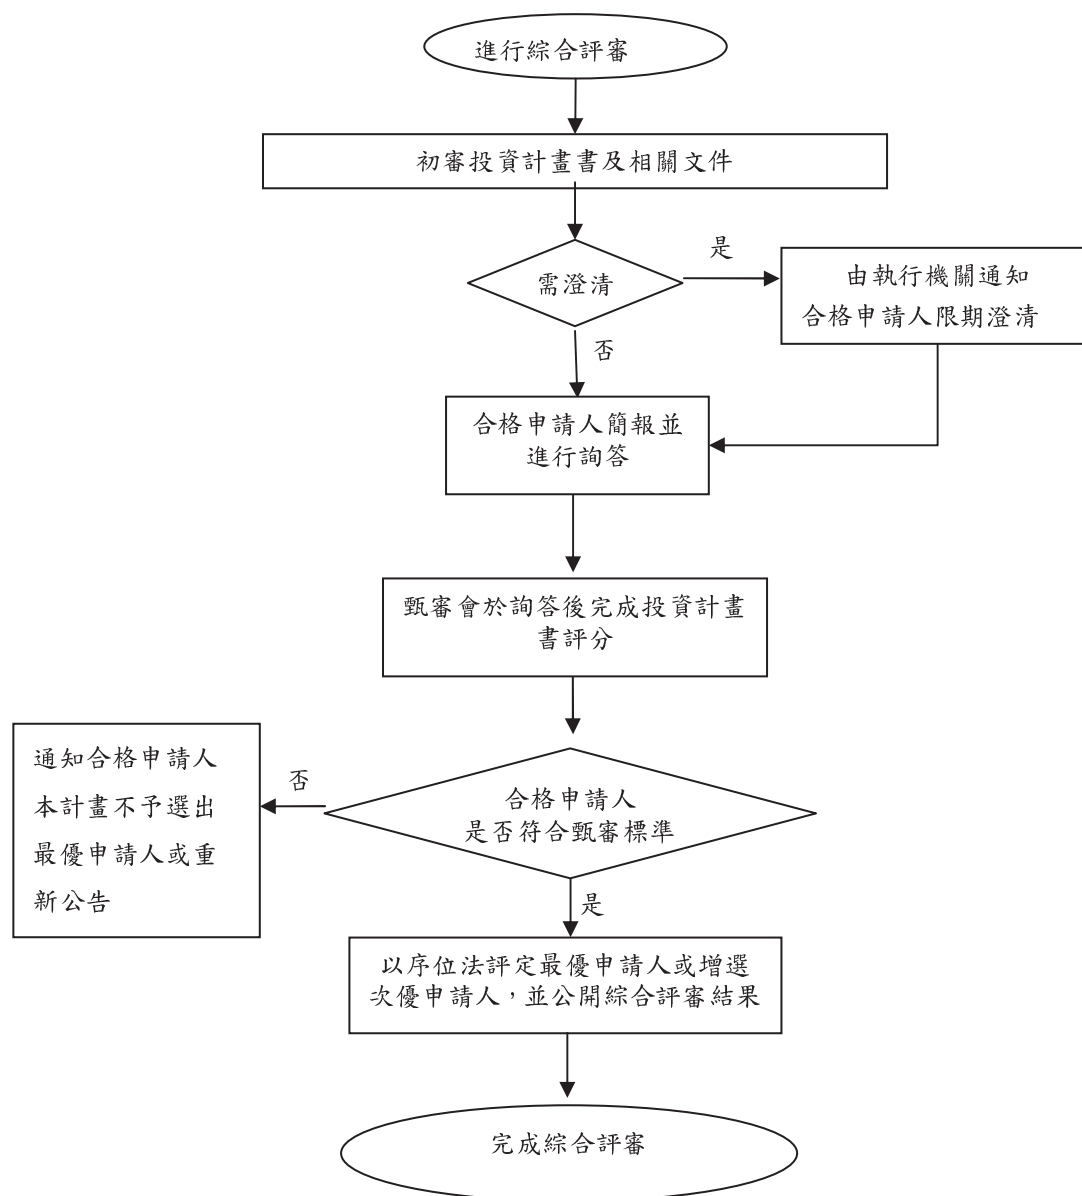 進行綜合評審
初審投資計畫書及相關文件
需澄清
是
由執行機關通知
合格申請人限期澄清
否
合格申請人簡報並
進行詢答
甄審會於詢答後完成投資計畫
書評分
合格申請人
是否符合甄審標準
否
通知合格申請人
本計畫不予選出
最優申請人或重
新公告
是
以序位法評定最優申請人或增選
次優申請人，並公開綜合評審結果
完成綜合評審